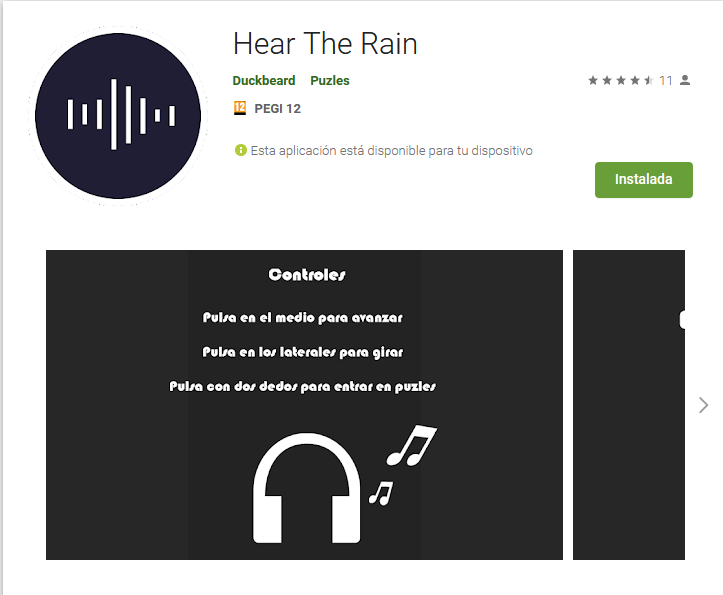 Hear The Rain
Duckbeard Puzles
11
12 PEGI 12
Esta aplicación está disponible para tu dispositivo
Instalada
Controles
Pulsa en el medio para avanzar
Pulsa en los laterales para girar
Pulsa con dos dedos para entrar en puzles